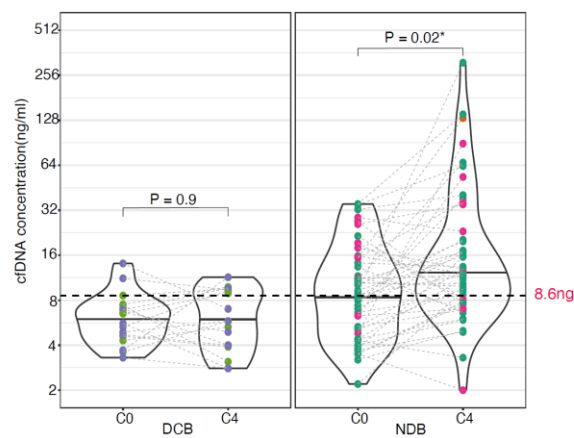 cfDNA concentration(ng/ml)
512
256
128
64
32
16
8
4
2
P = 0.9
P = 0.02*
8.6ng
C0
C4
C0
C4
DCB
NDB